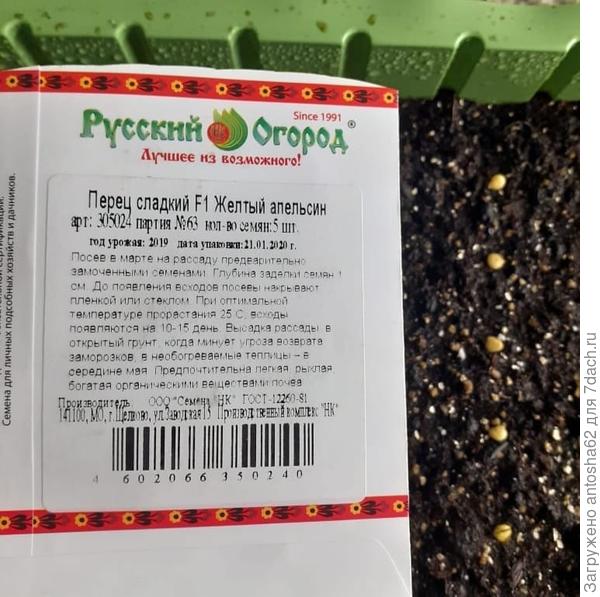 Since 1991
Русский Огород®
Лучшее из возможного!
Перец сладкий F1 Желтый апельсин
арт: 305024 партия №63 кол-во семян:5 шт.
год урожая: 2019 дата упаковки:21.01.2020 г.
Посев в марте на рассаду предварительно
замоченными семенами. Глубина заделки семян 1
см. До появления всходов посевы накрывают
пленкой или стеклом. При оптимальной
температуре прорастания 25 С, всходы
появляются на 10-15 день. Высадка рассады в
открытый грунт, когда минует угроза возврата
заморозков, в необогреваемые теплицы – в
середине мая. Предпочтительна легкая, рыхлая,
богатая органическими веществами почва
Производитель: ООО "Семена "НК" ГОСТ-12260-81
141100, МО, г.Щелково, ул.Заводская 15 Производственный комплекс "НК"
4 602066 350240
Семена для личных подсобных хозяйств и дачников.
сертификации.
Загружено antosha62 для 7dach.ru